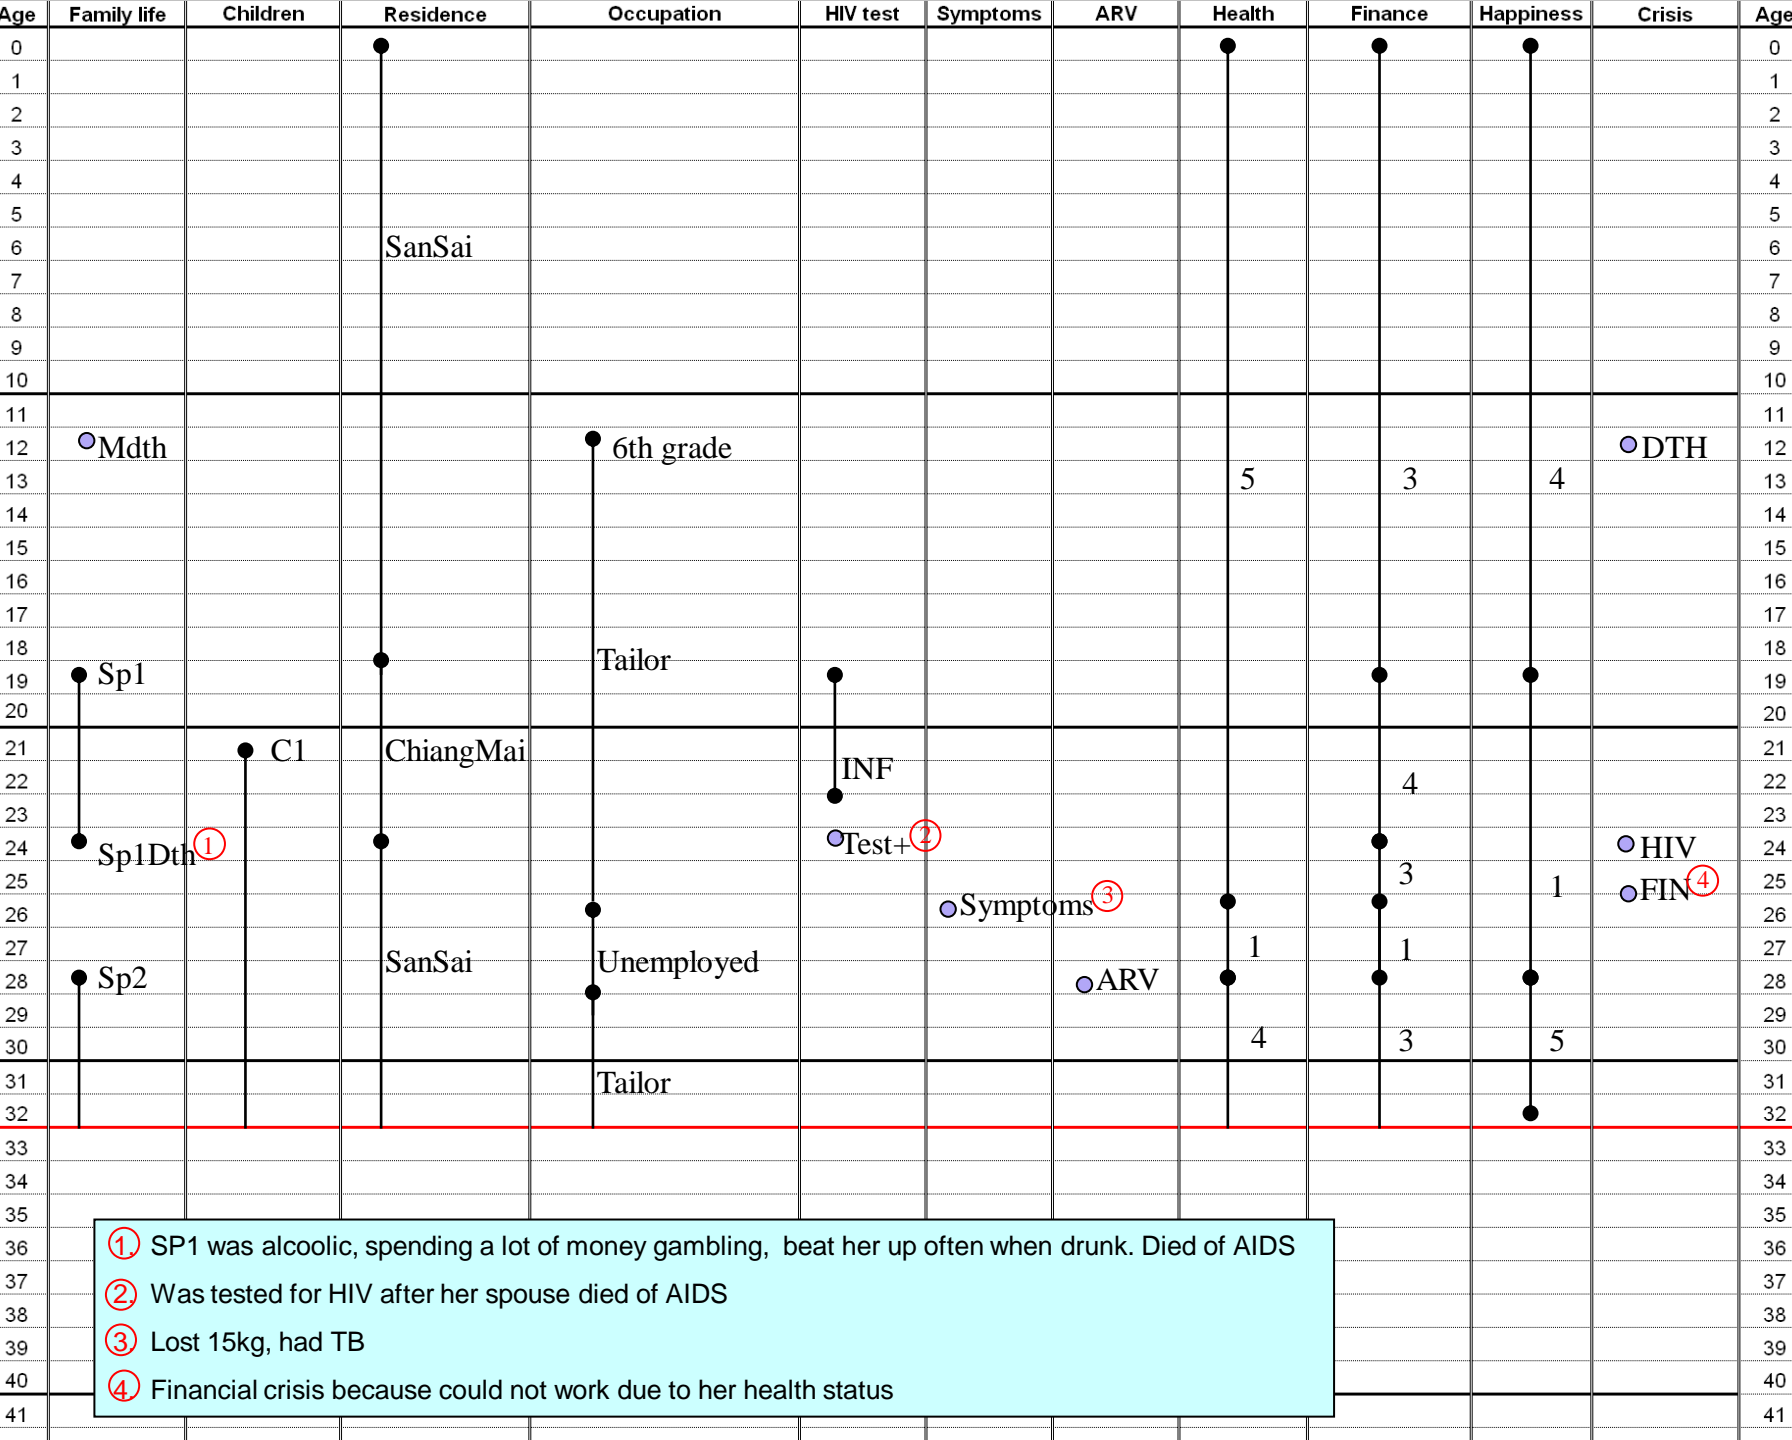 Age Family life Children Residence Occupation HIV test Symptoms ARV Health Finance Happiness Crisis Age
0 0
1 1
2 2
3 3
4 4
5 5
6 SanSai 6
7 7
8 8
9 9
10 10
11 11
12 Mdth 6th grade DTH 12
13 5 3 4 13
14 14
15 15
16 16
17 17
18 Tailor 18
19 Sp1 19
20 20
21 C1 ChiangMai 21
22 INF 4 22
23 23
24 Sp1Dth 1 Test+ 2 HIV 24
25 3 3 1 FIN 4 25
26 Symptoms 26
27 SanSai Unemployed 1 1 27
28 Sp2 ARV 28
29 29
30 4 3 5 30
31 Tailor 31
32 32
33 33
34 34
35 35
36 1. SP1 was alcoolic, spending a lot of money gambling, beat her up often when drunk. Died of AIDS 36
37 2. Was tested for HIV after her spouse died of AIDS 37
38 38
39 3. Lost 15kg, had TB 39
40 4. Financial crisis because could not work due to her health status 40
41 41